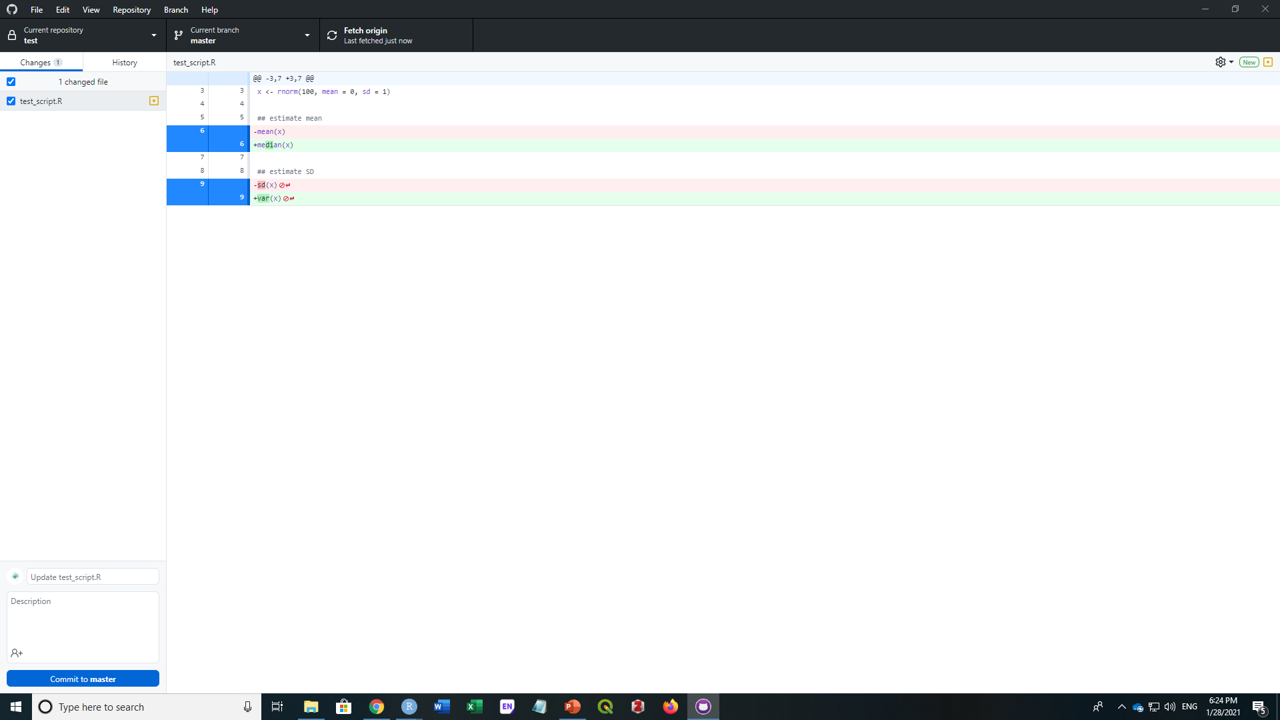 File Edit View Repository Branch Help
Current repository
test
Current branch
master
Fetch origin
Last fetched just now
Changes 1 History
test_script.R
New
1 changed file
test_script.R
@@ -3,7 +3,7 @@
3 3 x <- rnorm(100, mean = 0, sd = 1)
4 4
5 5 ## estimate mean
6 -mean(x)
6 +median(x)
7 7
8 8 ## estimate SD
9 -sd(x)
9 +var(x)
Update test_script.R
Description
Commit to master
Type here to search
R
W
X
EN
P
Z
ENG
6:24 PM
1/28/2021
5